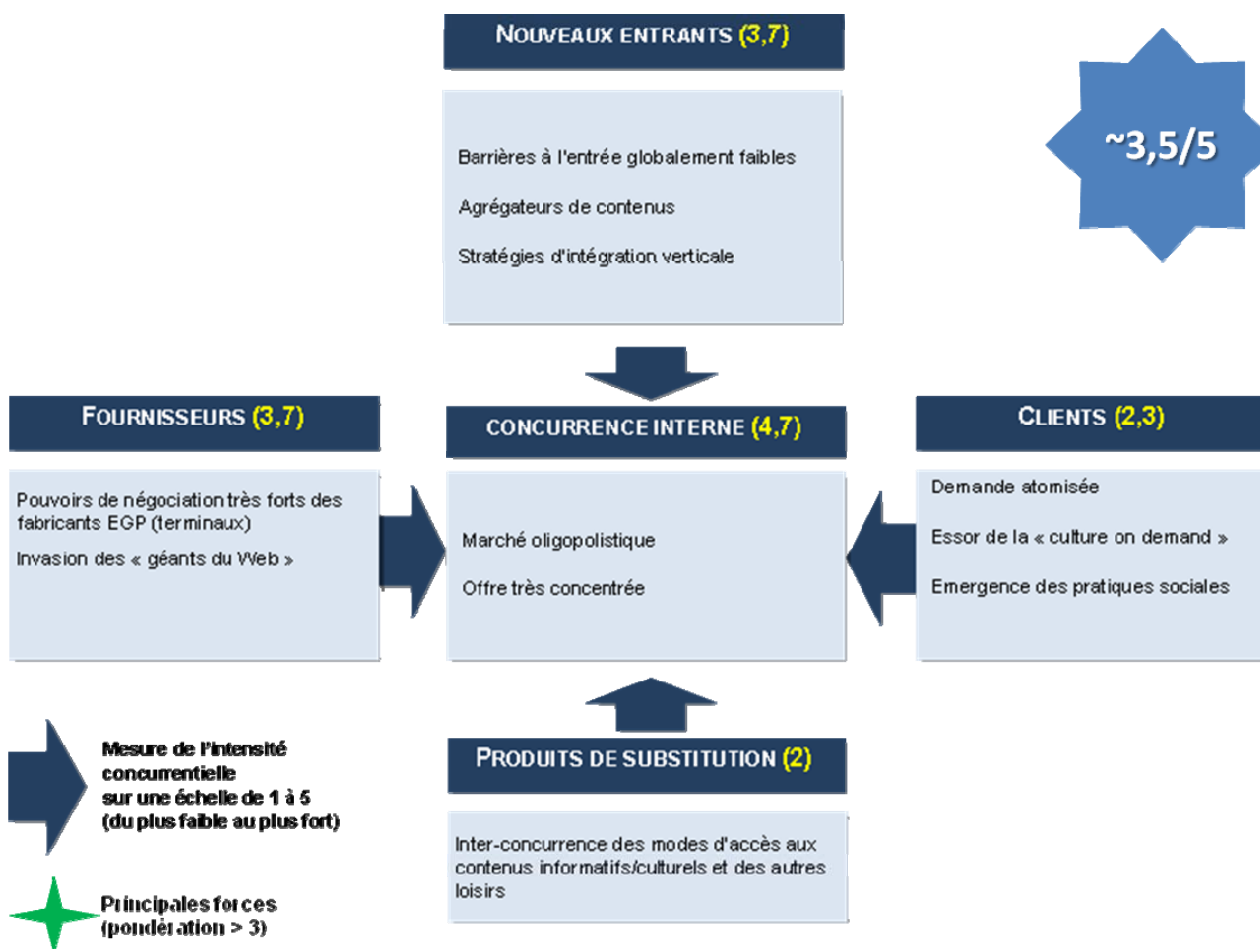 NOUVEAUX ENTRANTS (3,7)
Barrières à l'entrée globalement faibles
Agrégateurs de contenus
Stratégies d'intégration verticale
~3,5/5
FOURNISSEURS (3,7)
Pouvoirs de négociation très forts des
fabricants EGP (terminaux)
Invasion des « géants du Web »
CONCURRENCE INTERNE (4,7)
Marché oligopolistique
Offre très concentrée
CLIENTS (2,3)
Demande atomisée
Essor de la « culture on demand »
Emergence des pratiques sociales
PRODUITS DE SUBSTITUTION (2)
Inter-concurrence des modes d'accès aux
contenus informatifs/culturels et des autres
loisirs
Mesure de l'intensité
concurrentielle
sur une échelle de 1 à 5
(du plus faible au plus fort)
Principales forces
(pondération > 3)